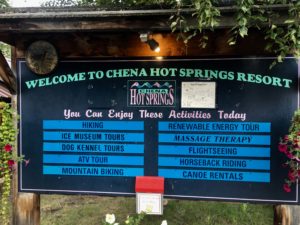 WELCOME TO CHENA HOT SPRINGS RESORT
CHENA
HOT SPRINGS
You Can Enjoy These Activities Today
HIKING
ICE MUSEUM TOURS
DOG KENNEL TOURS
ATV TOUR
MOUNTAIN BIKING
RENEWABLE ENERGY TOUR
MASSAGE THERAPY
FLIGHTSEEING
HORSEBACK RIDING
CANOE RENTALS